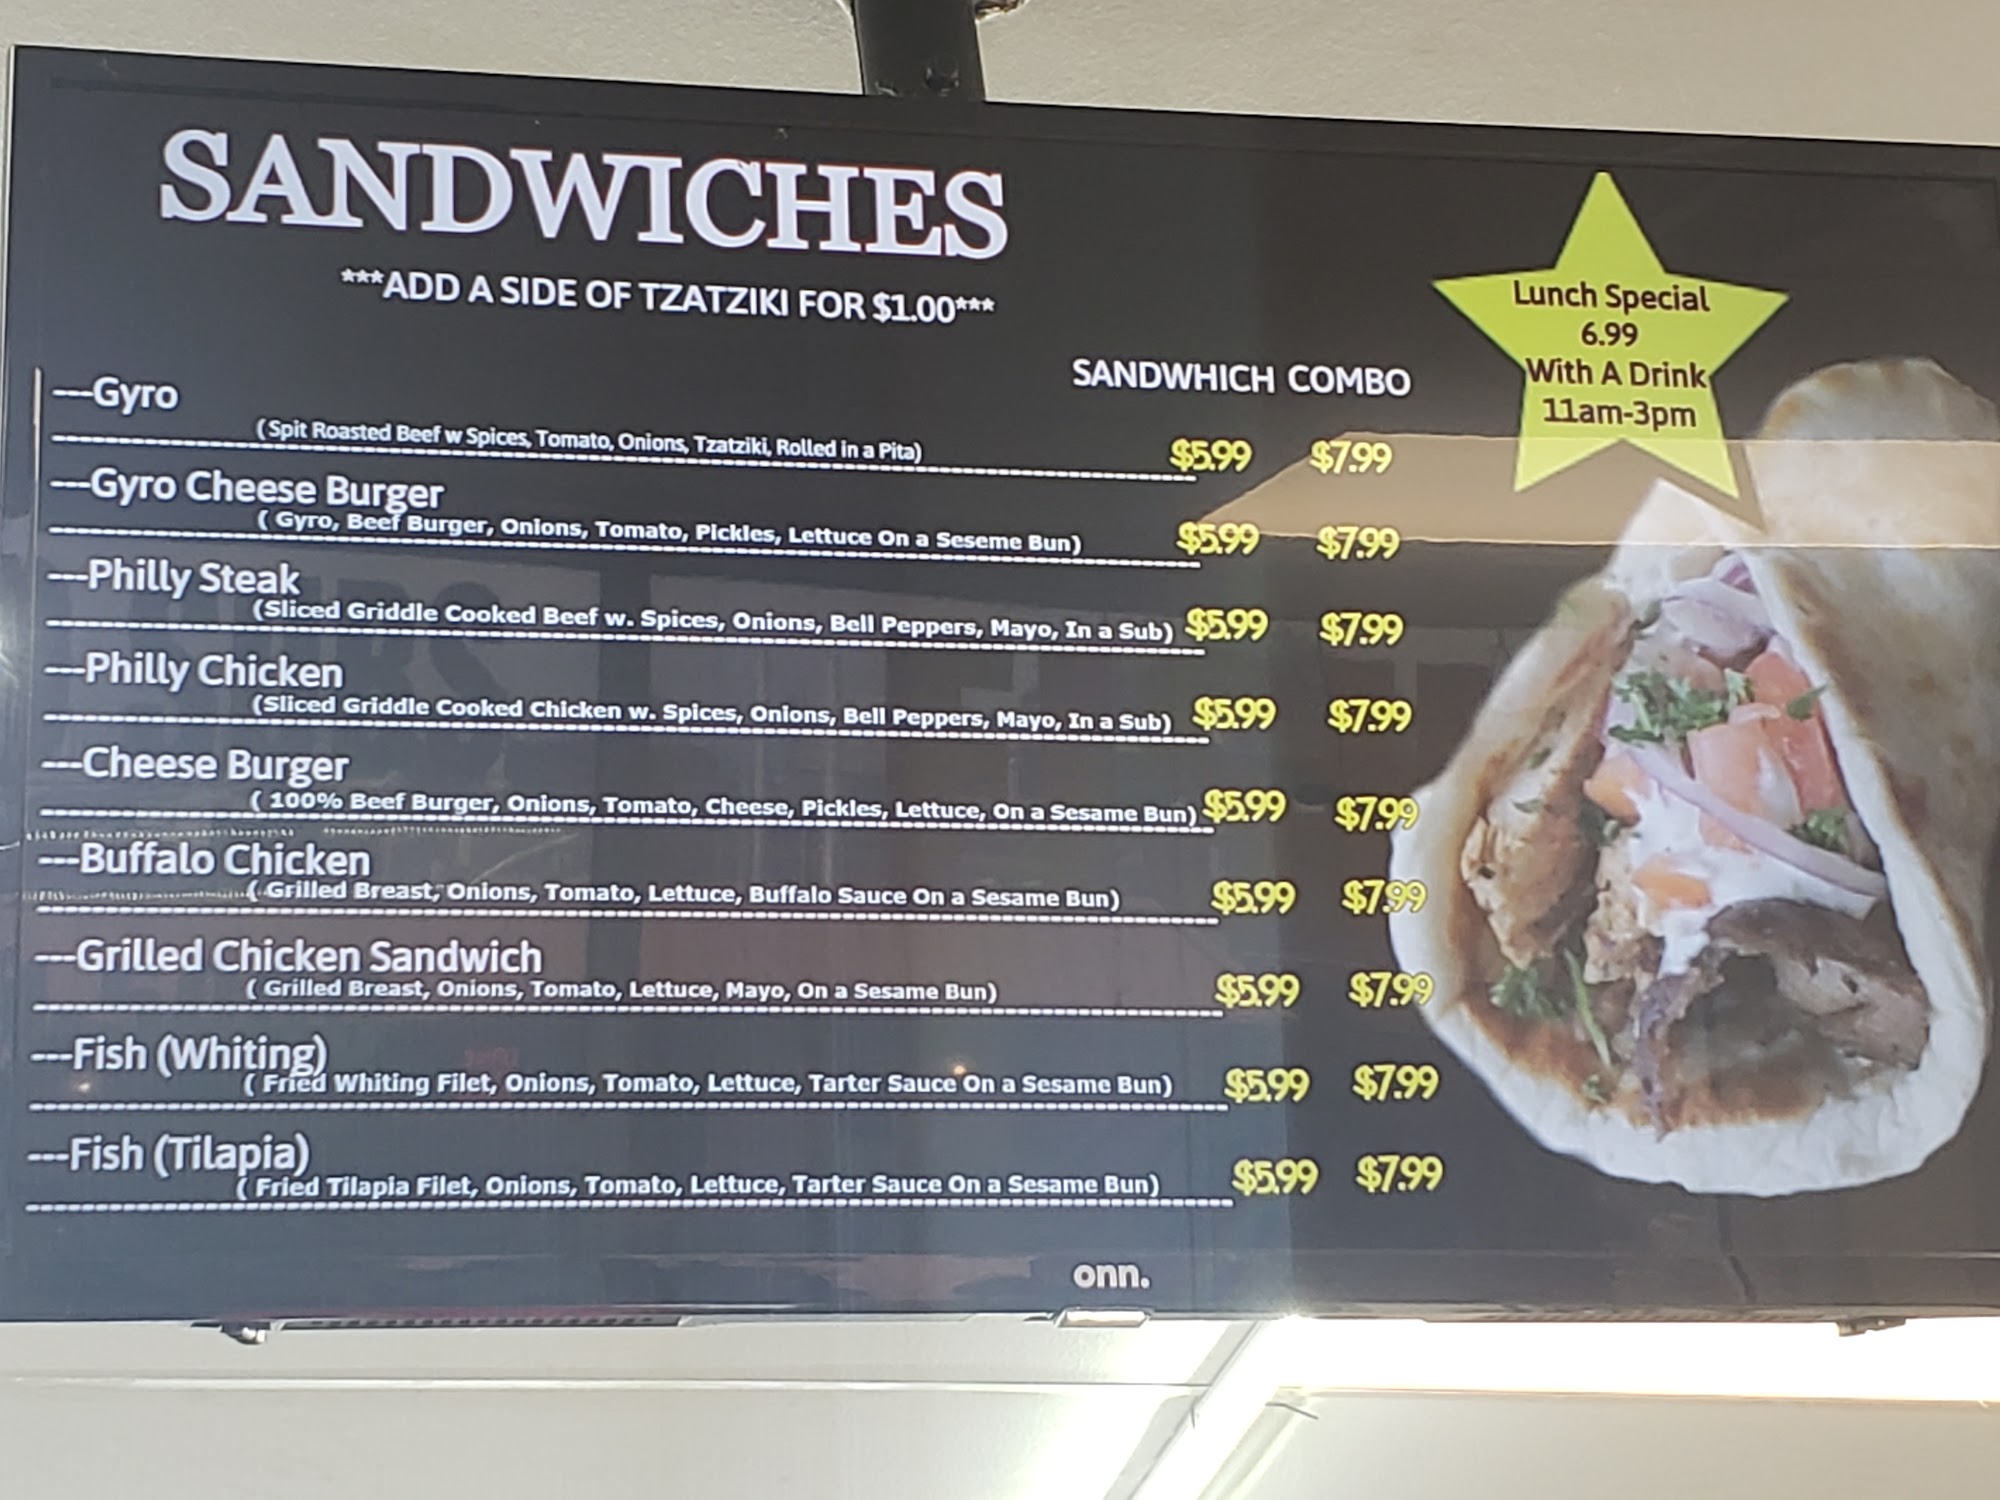 SANDWICHES
***ADD A SIDE OF TZATZIKI FOR $1.00***
Lunch Special
6.99
With A Drink
11am-3pm
SANDWHICH COMBO
---Gyro
(Spit Roasted Beef w Spices, Tomato, Onions, Tzatziki, Rolled in a Pita) $5.99 $7.99
---Gyro Cheese Burger
( Gyro, Beef Burger, Onions, Tomato, Pickles, Lettuce On a Seseme Bun) $5.99 $7.99
---Philly Steak
(Sliced Griddle Cooked Beef w. Spices, Onions, Bell Peppers, Mayo, In a Sub) $5.99 $7.99
---Philly Chicken
(Sliced Griddle Cooked Chicken w. Spices, Onions, Bell Peppers, Mayo, In a Sub) $5.99 $7.99
---Cheese Burger
( 100% Beef Burger, Onions, Tomato, Cheese, Pickles, Lettuce, On a Sesame Bun) $5.99 $7.99
---Buffalo Chicken
( Grilled Breast, Onions, Tomato, Lettuce, Buffalo Sauce On a Sesame Bun) $5.99 $7.99
---Grilled Chicken Sandwich
( Grilled Breast, Onions, Tomato, Lettuce, Mayo, On a Sesame Bun) $5.99 $7.99
---Fish (Whiting)
( Fried Whiting Filet, Onions, Tomato, Lettuce, Tarter Sauce On a Sesame Bun) $5.99 $7.99
---Fish (Tilapia)
( Fried Tilapia Filet, Onions, Tomato, Lettuce, Tarter Sauce On a Sesame Bun) $5.99 $7.99
onn.